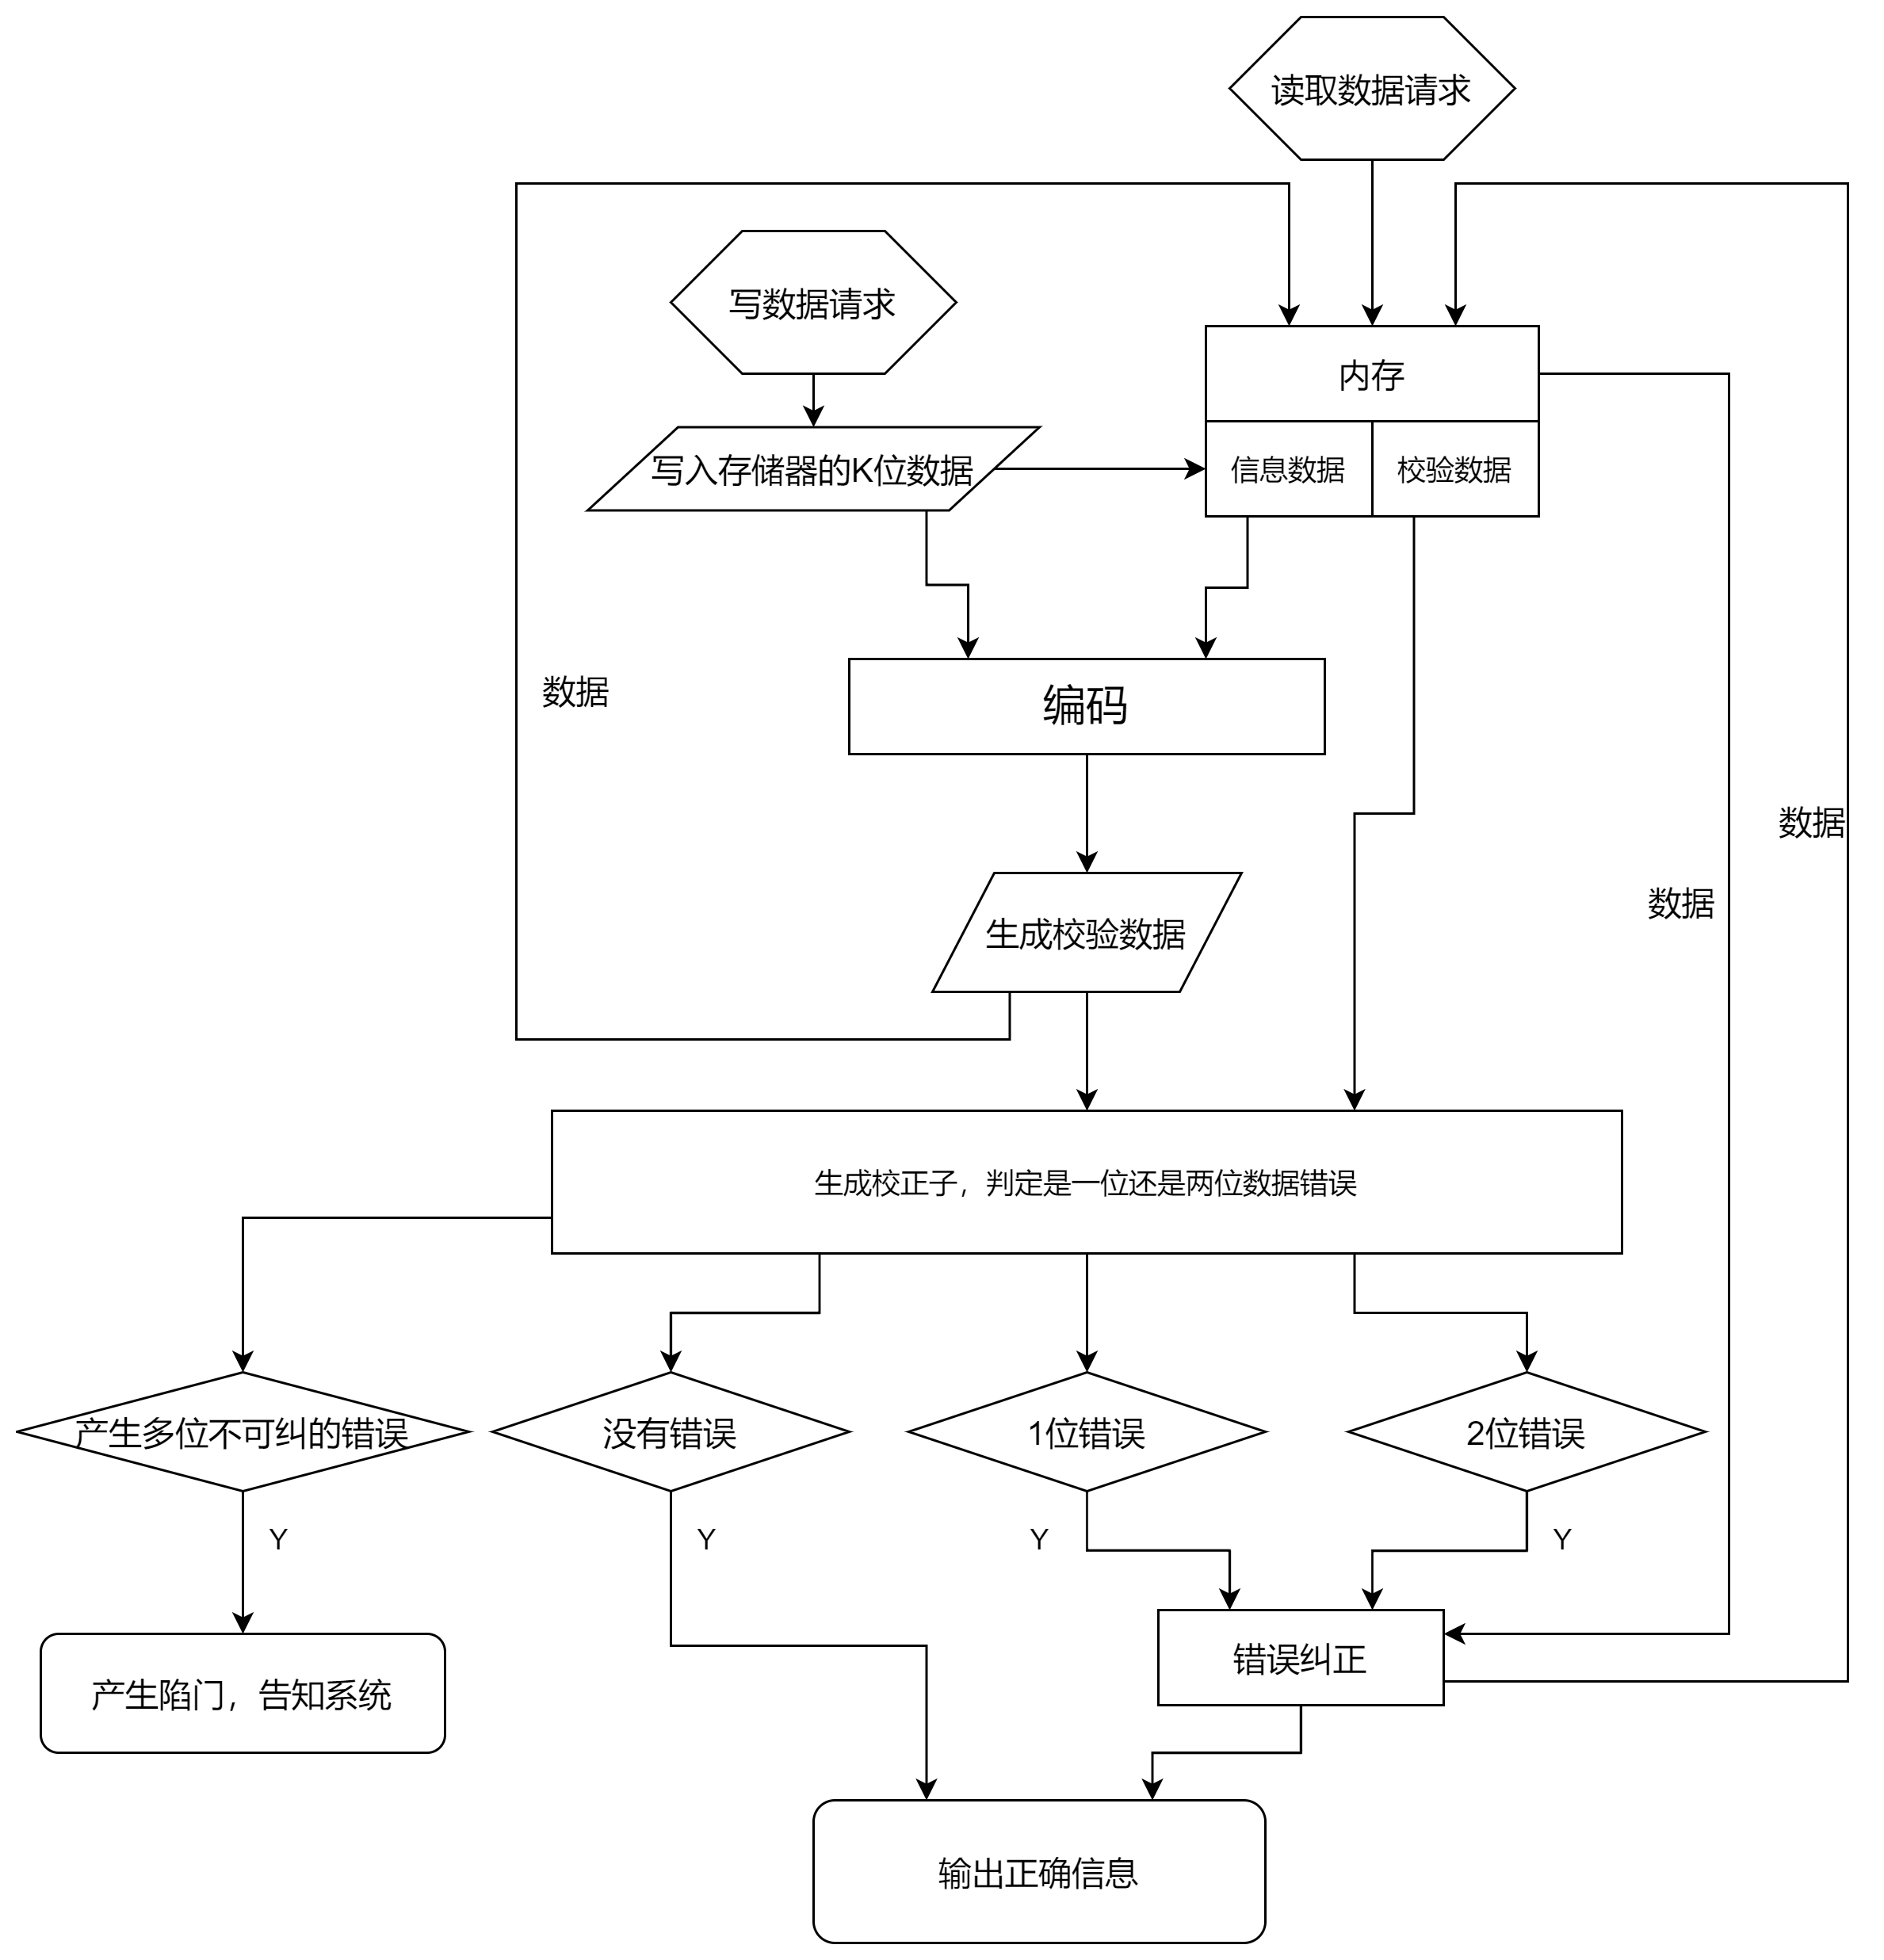 读取数据请求
写数据请求
内存
写入存储器的K位数据
信息数据
校验数据
数据
编码
数据
数据
生成校验数据
生成校正子，判定是一位还是两位数据错误
产生多位不可纠的错误
没有错误
1位错误
2位错误
Y
Y
Y
Y
错误纠正
产生陷门，告知系统
输出正确信息